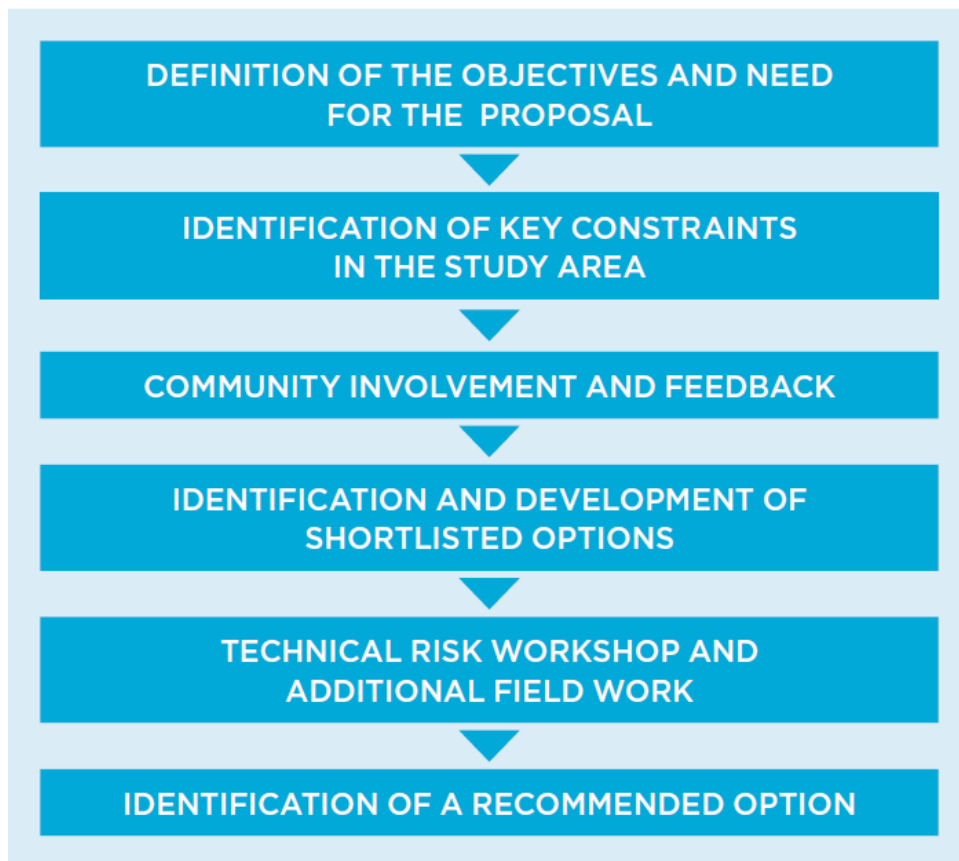 DEFINITION OF THE OBJECTIVES AND NEED
FOR THE PROPOSAL
IDENTIFICATION OF KEY CONSTRAINTS
IN THE STUDY AREA
COMMUNITY INVOLVEMENT AND FEEDBACK
IDENTIFICATION AND DEVELOPMENT OF
SHORTLISTED OPTIONS
TECHNICAL RISK WORKSHOP AND
ADDITIONAL FIELD WORK
IDENTIFICATION OF A RECOMMENDED OPTION